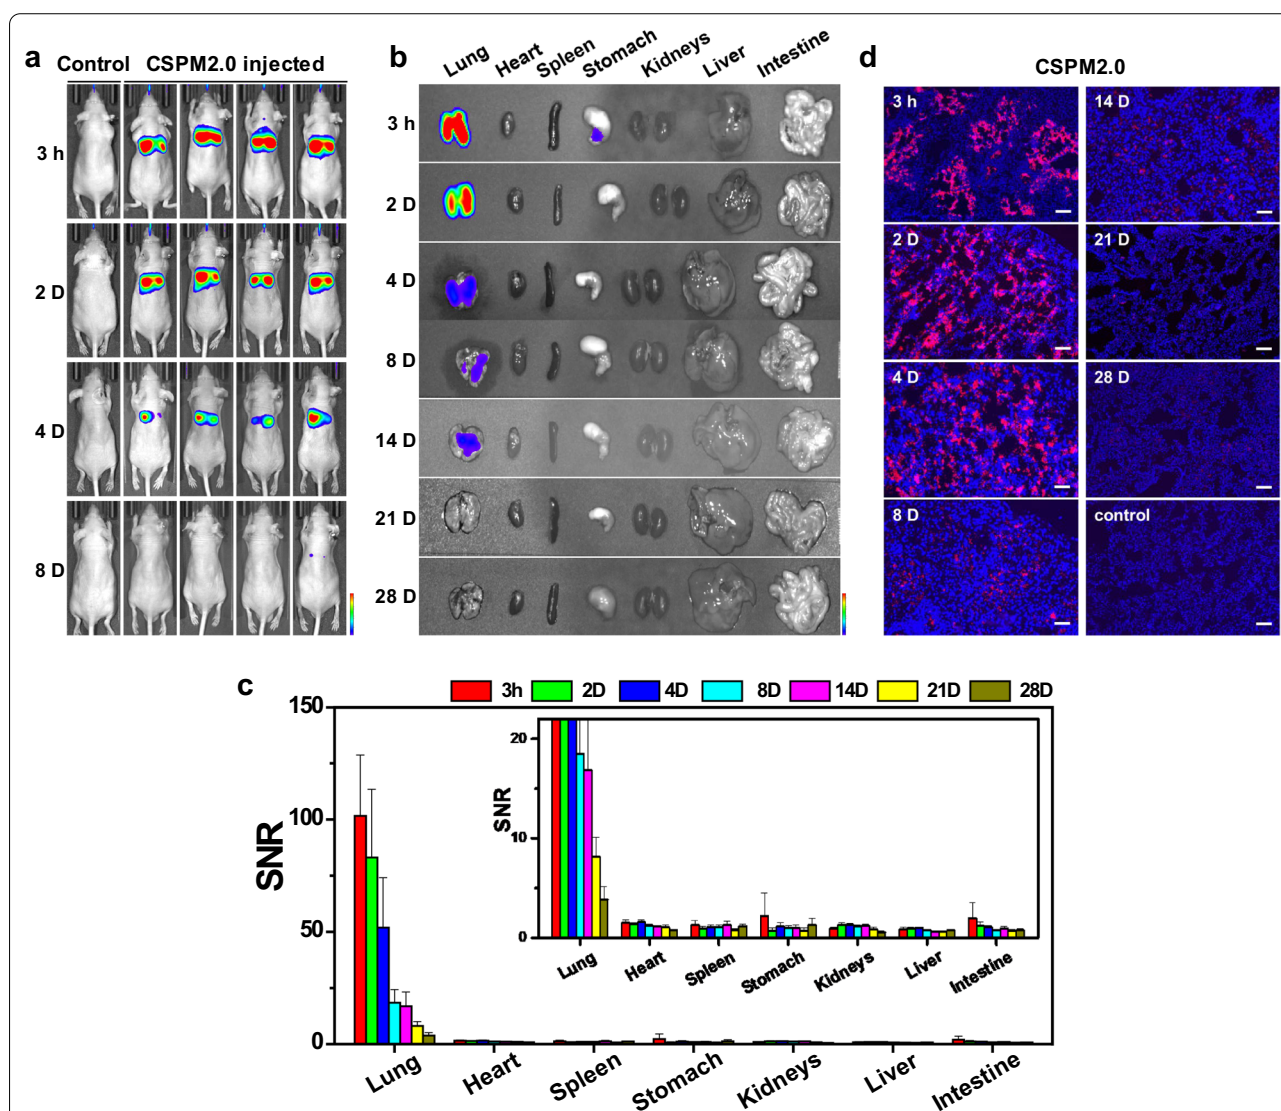 a
Control CSPM2.0 injected
3 h
2 D
4 D
8 D
b
Lung Heart Spleen Stomach Kidneys Liver Intestine
3 h
2 D
4 D
8 D
14 D
21 D
28 D
d
CSPM2.0
3 h 14 D
2 D 21 D
4 D 28 D
8 D control
c
3h 2D 4D 8D 14D 21D 28D
150
100
50
0
SNR
Lung Heart Spleen Stomach Kidneys Liver Intestine
20
10
0
SNR
Lung Heart Spleen Stomach Kidneys Liver Intestine